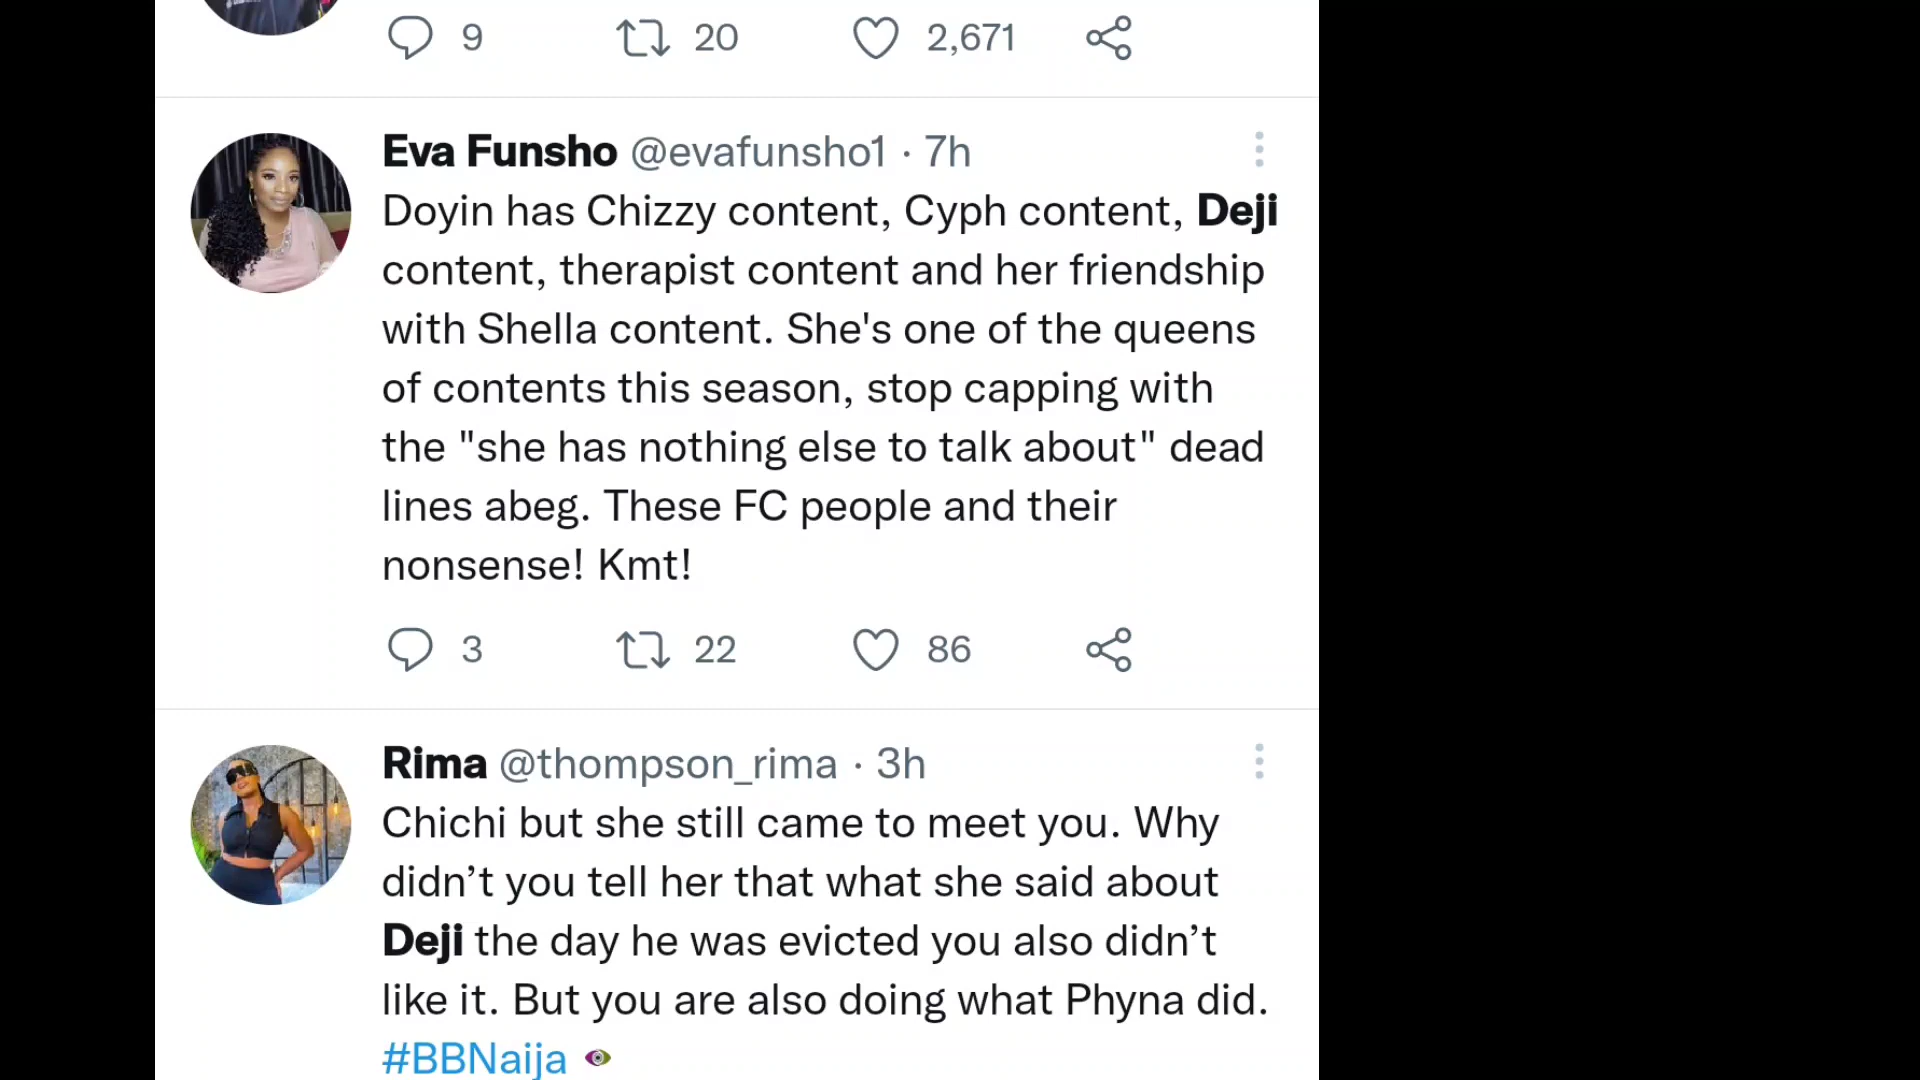 9 20 2,671
Eva Funsho @evafunsho1 · 7h
Doyin has Chizzy content, Cyph content, Deji
content, therapist content and her friendship
with Shella content. She's one of the queens
of contents this season, stop capping with
the "she has nothing else to talk about" dead
lines abeg. These FC people and their
nonsense! Kmt!
3 22 86
Rima @thompson_rima · 3h
Chichi but she still came to meet you. Why
didn’t you tell her that what she said about
Deji the day he was evicted you also didn’t
like it. But you are also doing what Phyna did.
#BBNaija